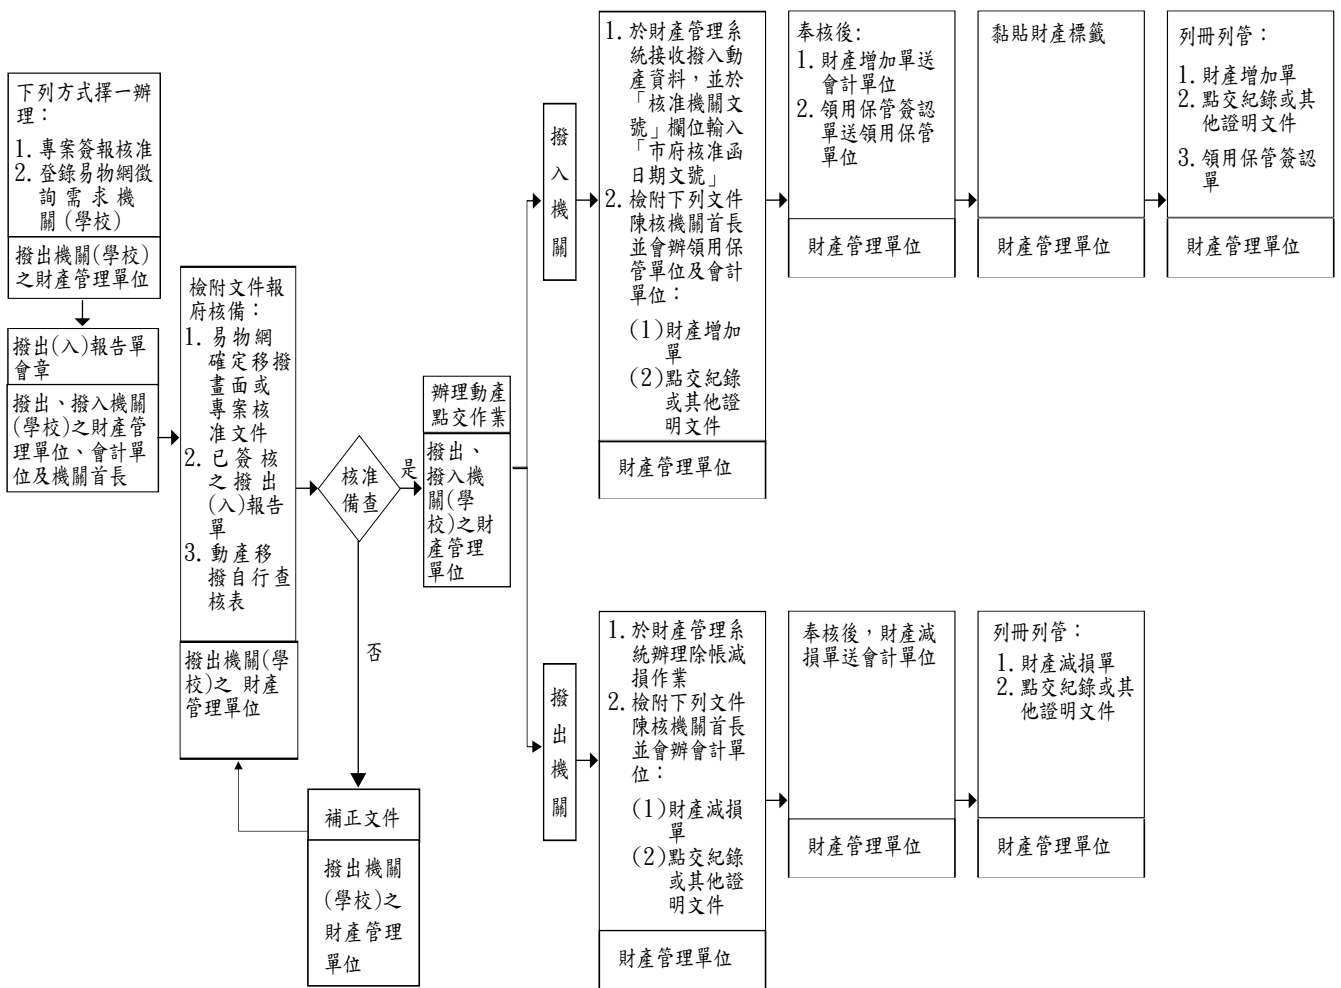 下列方式擇一辦
理：
1. 專案簽報核准
2. 登錄易物網徵
詢需求機
關(學校)
撥出機關(學校)
之財產管理單位
撥出(入)報告單
會章
撥出、撥入機關
(學校)之財產管
理單位、會計單
位及機關首長
檢附文件報
府核備：
1. 易物網
確定移撥
畫面或
專案核
准文件
2. 已簽核
之撥出
(入)報告
單
3. 動產移
撥自行查
核表
撥出機關(學
校)之 財產
管理單位
核准
備查
是
否
補正文件
撥出機關
(學校)之
財產管理
單位
辦理動產
點交作業
撥出、
撥入機
關(學
校)之財
產管理
單位
撥
入
機
關
1. 於財產管理系
統接收撥入動
產資料，並於
「核准機關文
號」欄位輸入
「市府核准函
日期文號」
2. 檢附下列文件
陳核機關首長
並會辦領用保
管單位及會計
單位：
(1)財產增加
單
(2)點交紀錄
或其他證
明文件
財產管理單位
奉核後:
1. 財產增加單送
會計單位
2. 領用保管簽認
單送領用保管
單位
財產管理單位
黏貼財產標籤
財產管理單位
列冊列管：
1. 財產增加單
2. 點交紀錄或其
他證明文件
3. 領用保管簽認
單
財產管理單位
撥
出
機
關
1. 於財產管理系
統辦理除帳減
損作業
2. 檢附下列文件
陳核機關首長
並會辦會計單
位：
(1)財產減損
單
(2)點交紀錄
或其他證
明文件
財產管理單位
奉核後，財產減
損單送會計單位
財產管理單位
列冊列管：
1. 財產減損單
2. 點交紀錄或其
他證明文件
財產管理單位